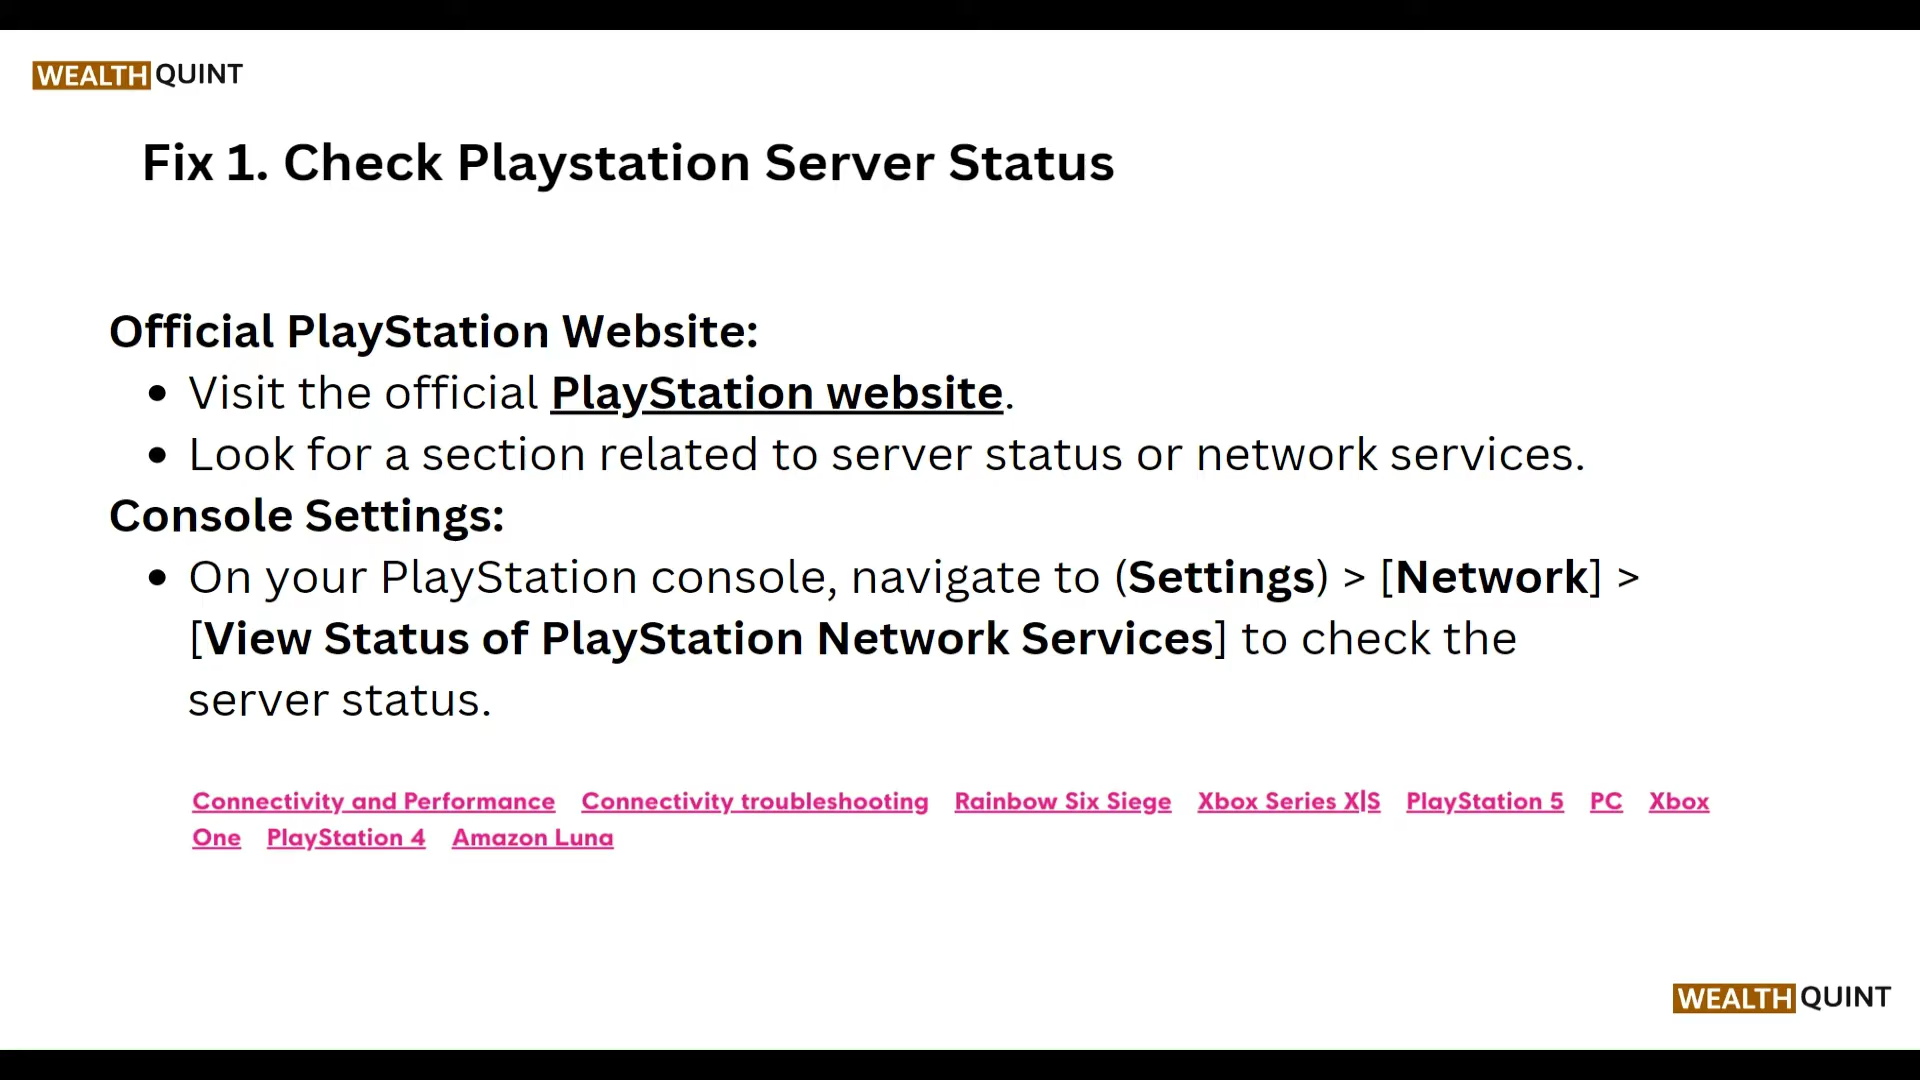 WEALTH QUINT
Fix 1. Check Playstation Server Status
Official PlayStation Website:
• Visit the official PlayStation website.
• Look for a section related to server status or network services.
Console Settings:
• On your PlayStation console, navigate to (Settings) > [Network] >
[View Status of PlayStation Network Services] to check the
server status.
Connectivity and Performance Connectivity troubleshooting Rainbow Six Siege Xbox Series X|S PlayStation 5 PC Xbox
One PlayStation 4 Amazon Luna
WEALTH QUINT